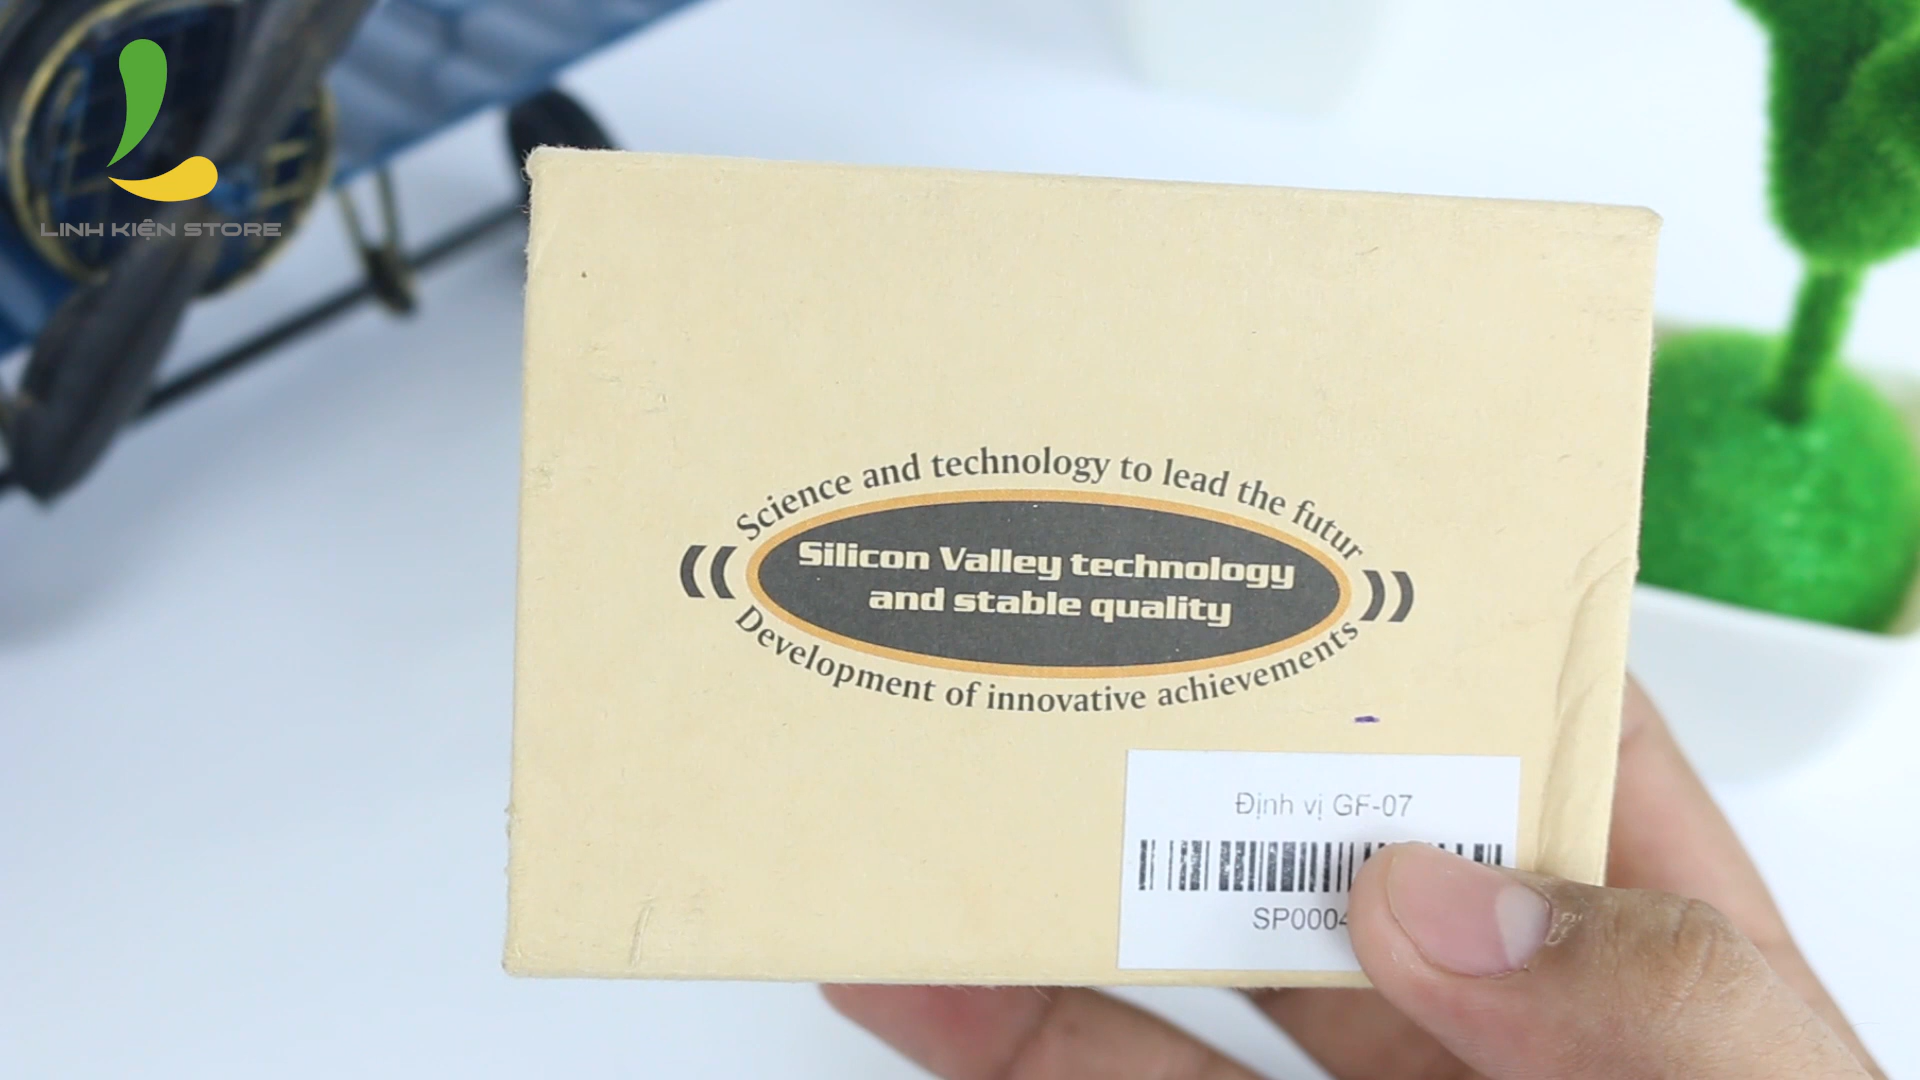 LINH KIỆN STORE
Science and technology to lead the futur
Silicon Valley technology
and stable quality
Development of innovative achievements
Định vị GF-07